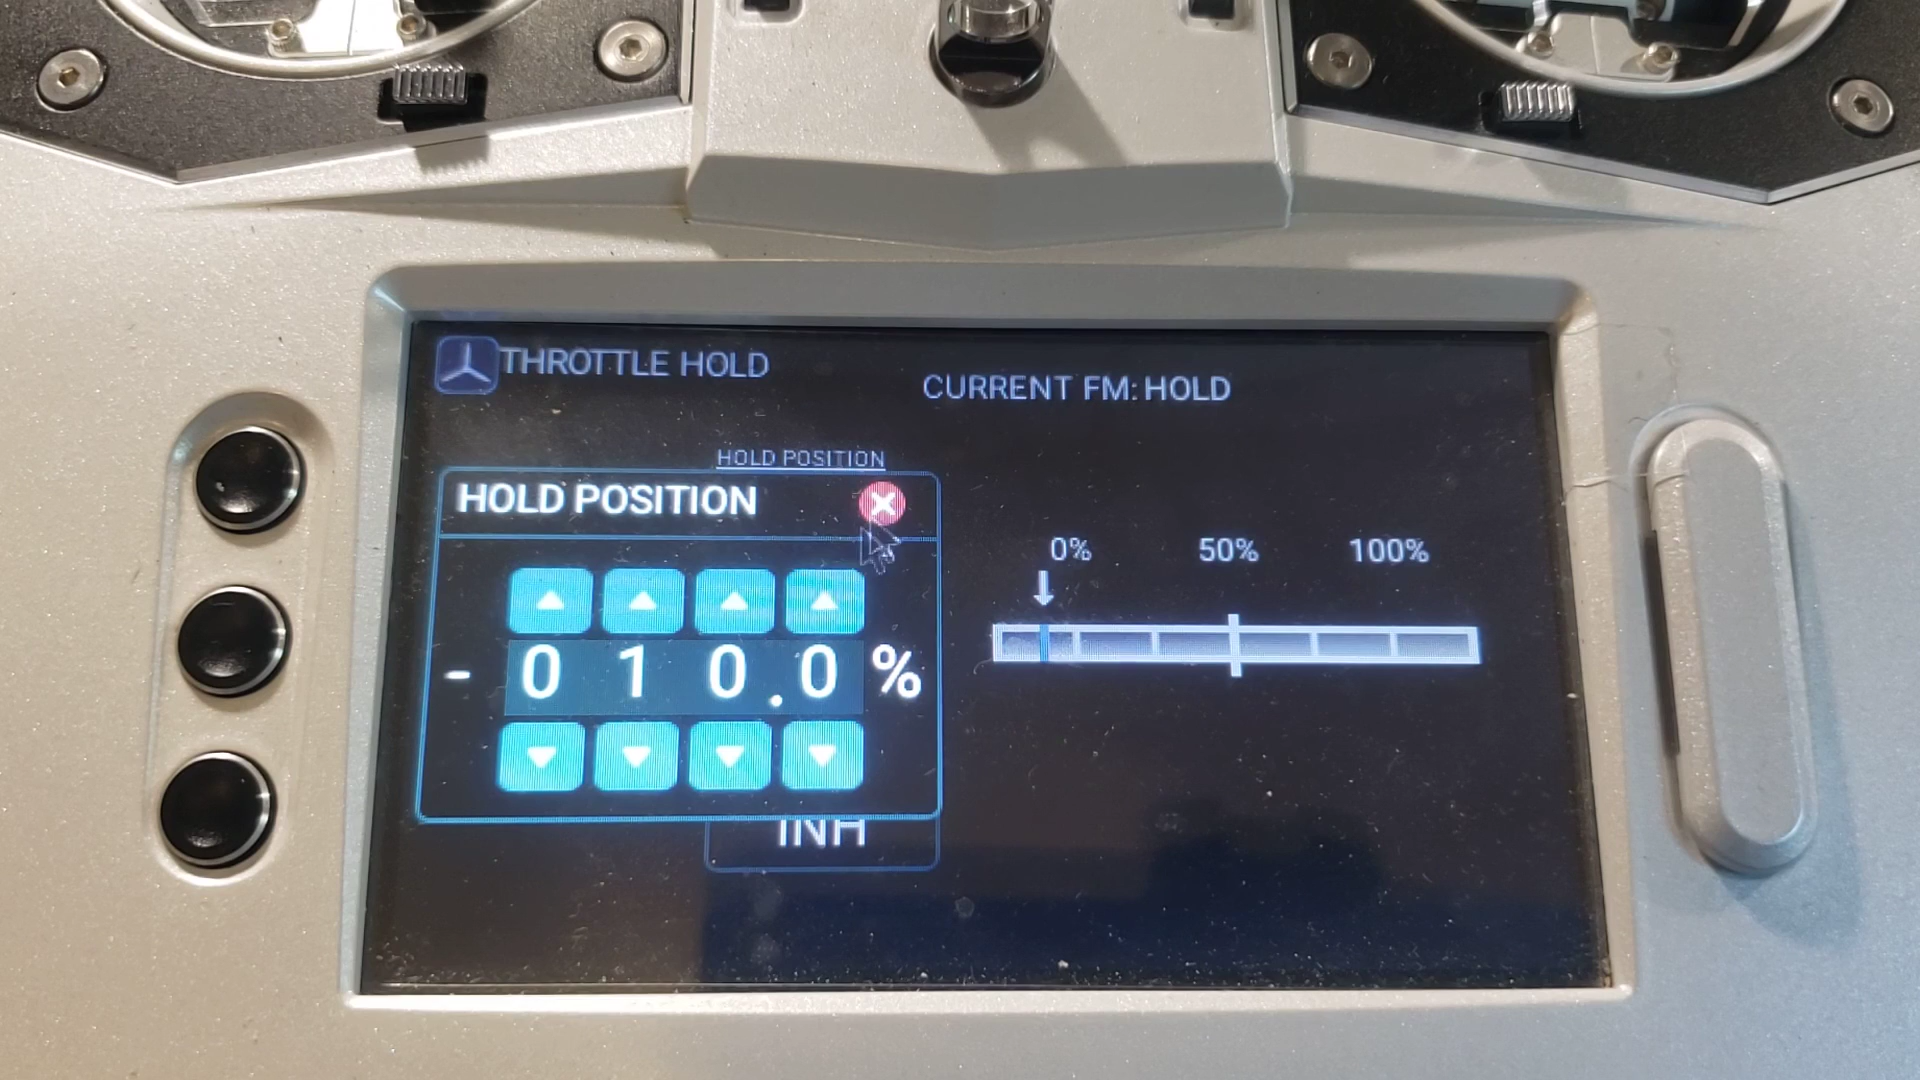 THROTTLE HOLD
CURRENT FM: HOLD
HOLD POSITION
HOLD POSITION
0% 50% 100%
- 0 1 0 . 0 %
INH